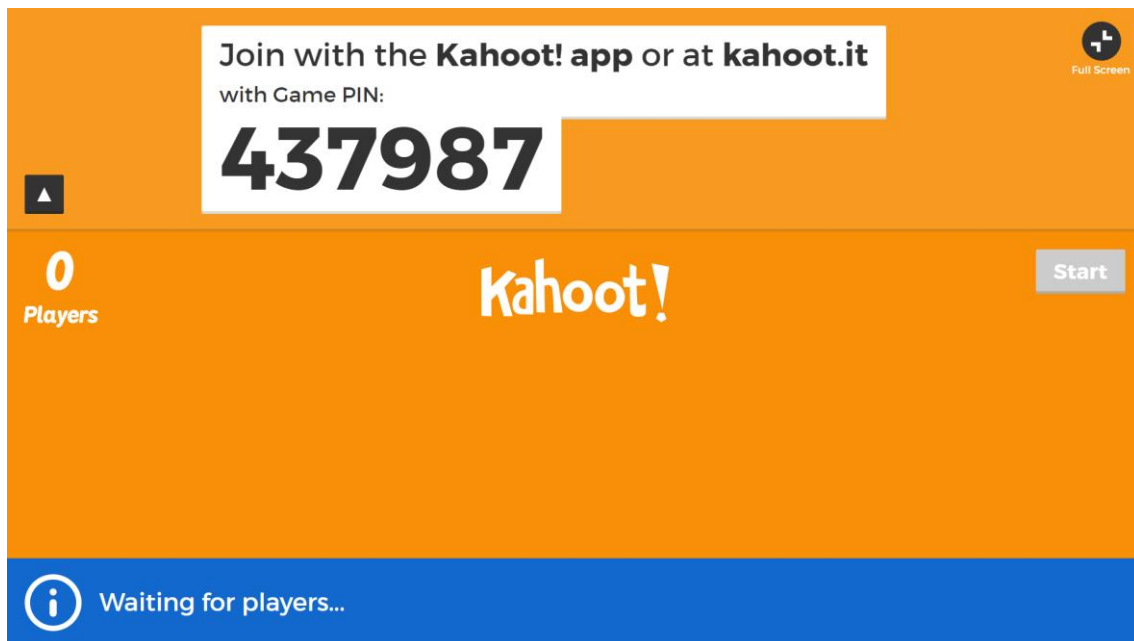 Join with the Kahoot! app or at kahoot.it
with Game PIN:
437987
Full Screen
0
Players
Kahoot!
Start
Waiting for players...